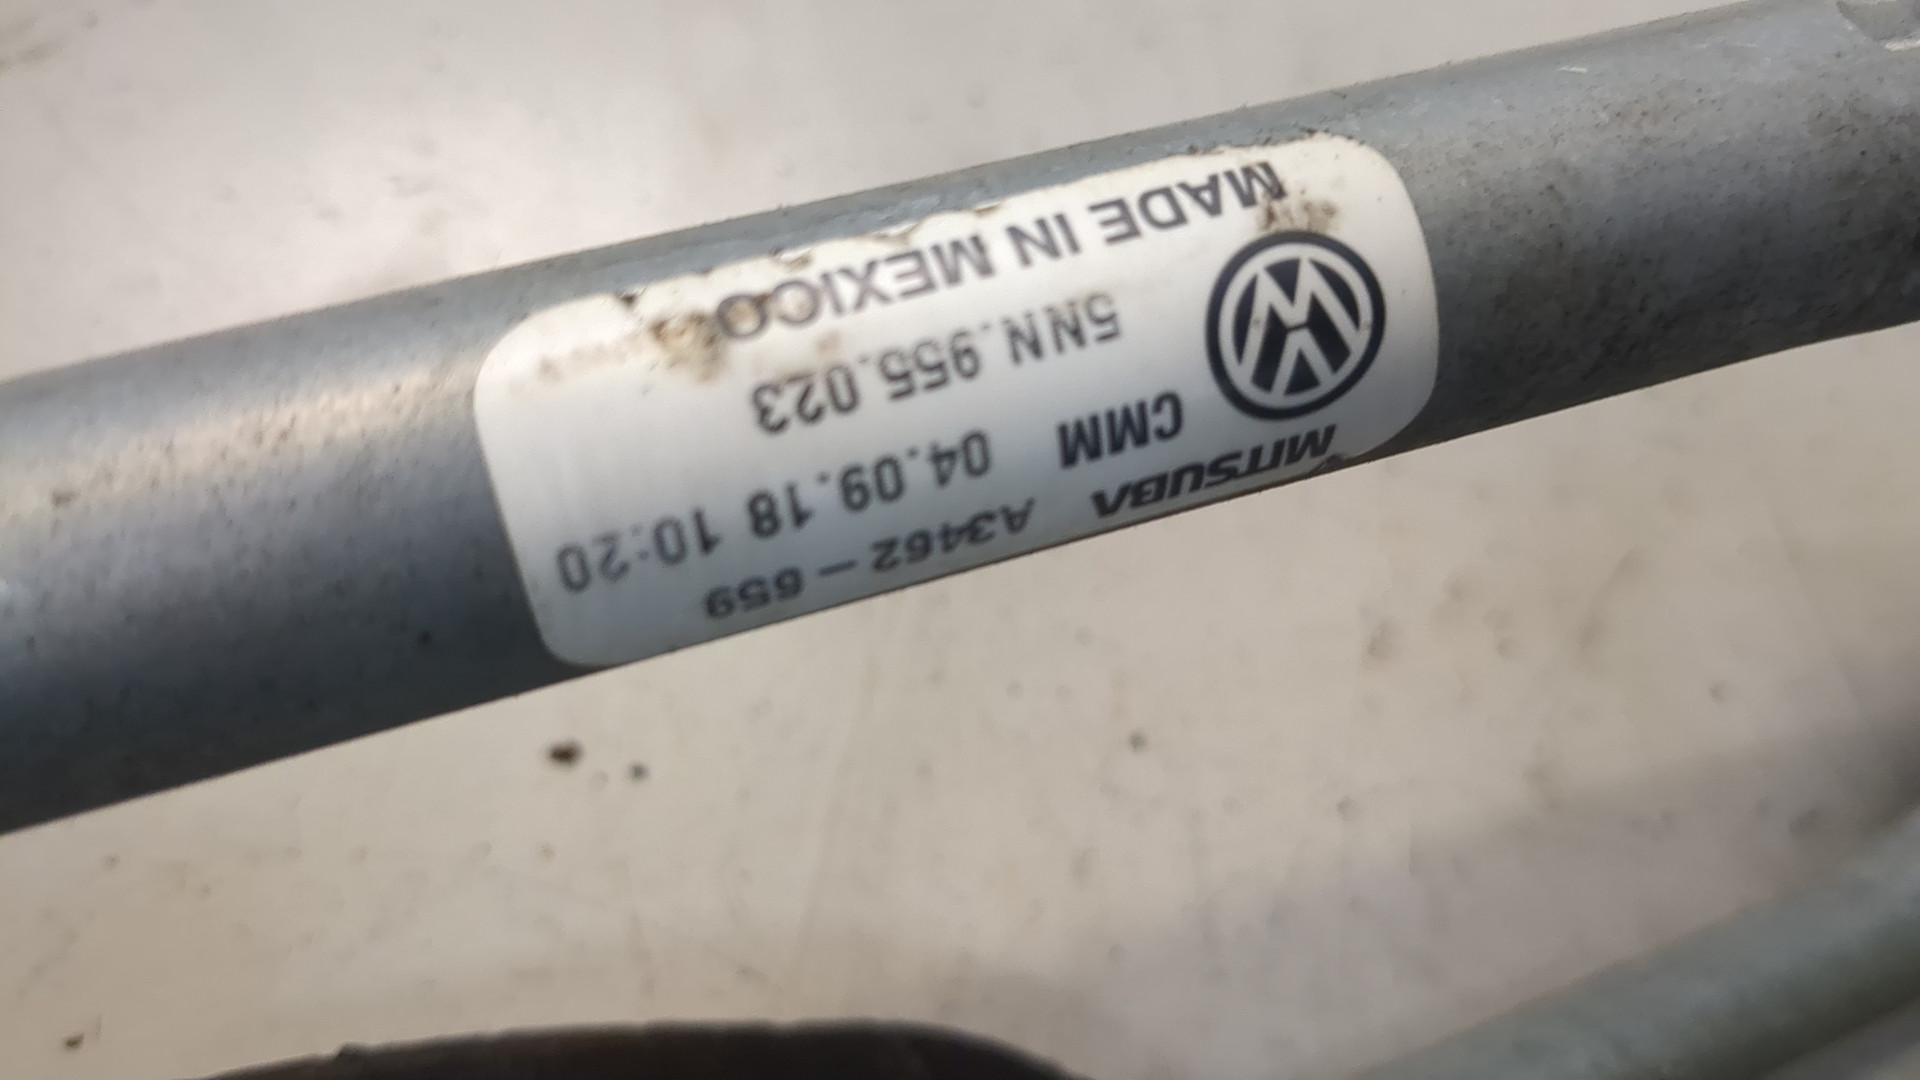 MITSUBA A3462-659
CMM 04.09.18 10:20
5NN.955.023
MADE IN MEXICO